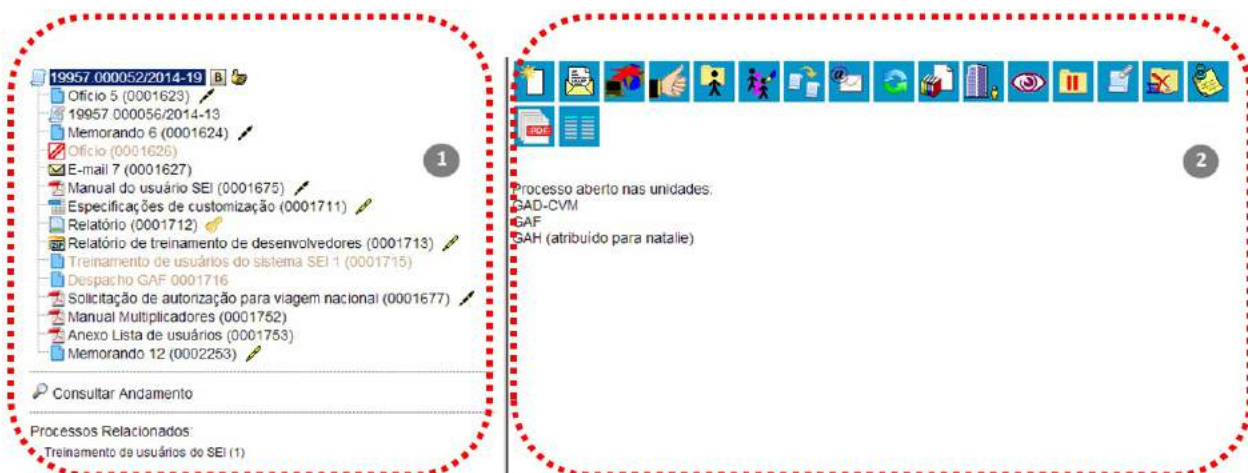 19957.000052/2014-19 B
Ofício 5 (0001623)
19957.000056/2014-13
Memorando 6 (0001624)
Ofício (0001626)
E-mail 7 (0001627)
Manual do usuário SEI (0001675)
Especificações de customização (0001711)
Relatório (0001712)
Relatório de treinamento de desenvolvedores (0001713)
Treinamento de usuários do sistema SEI 1 (0001715)
Despacho GAF 0001716
Solicitação de autorização para viagem nacional (0001677)
Manual Multiplicadores (0001752)
Anexo Lista de usuários (0001753)
Memorando 12 (0002253)
Consultar Andamento
Processos Relacionados:
Treinamento de usuários do SEI (1)
1
PDF
2
Processo aberto nas unidades:
GAD-CVM
GAF
GAH (atribuído para natalie)